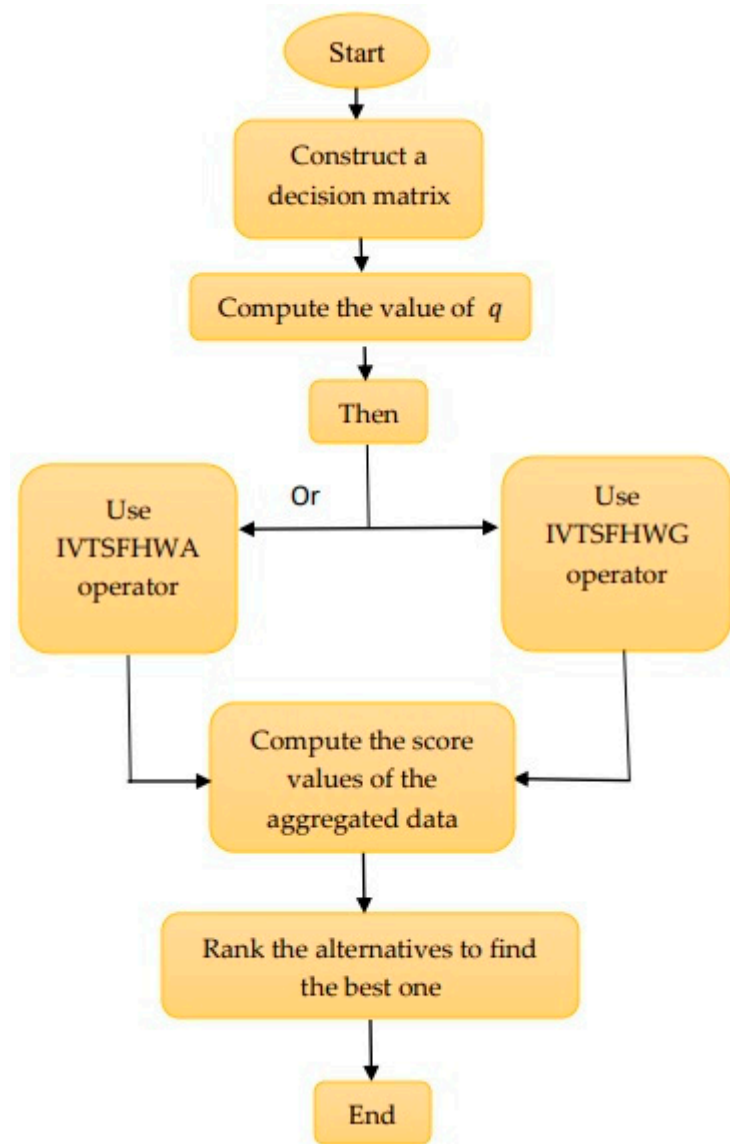 Start
Construct a
decision matrix
Compute the value of q
Then
Or
Use
IVTSFHWA
operator
Use
IVTSFHWG
operator
Compute the score
values of the
aggregated data
Rank the alternatives to find
the best one
End